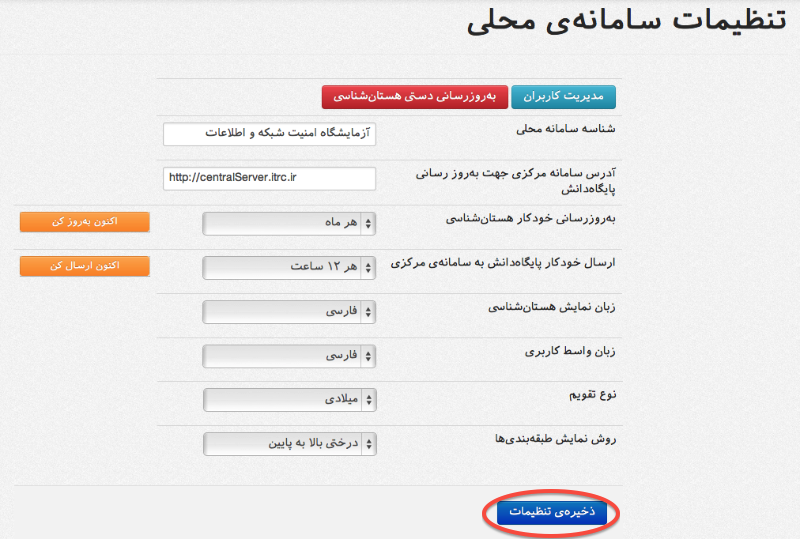 تنظیمات سامانه‌ی محلی
مدیریت کاربران
به‌روزرسانی دستی هستان‌شناسی
شناسه سامانه محلی
آزمایشگاه امنیت شبکه و اطلاعات
آدرس سامانه مرکزی جهت به‌روز رسانی
پایگاه‌دانش
http://centralServer.itrc.ir
به‌روزرسانی خودکار هستان‌شناسی
هر ماه
اکنون به‌روز کن
ارسال خودکار پایگاه‌دانش به سامانه‌ی مرکزی
هر ۱۲ ساعت
اکنون ارسال کن
زبان نمایش هستان‌شناسی
فارسی
زبان واسط کاربری
فارسی
نوع تقویم
میلادی
روش نمایش طبقه‌بندی‌ها
درختی بالا به پایین
ذخیره‌ی تنظیمات